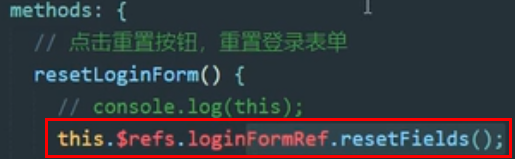 methods: {
// 点击重置按钮，重置登录表单
resetLoginForm() {
// console.log(this);
this.$refs.loginFormRef.resetFields();